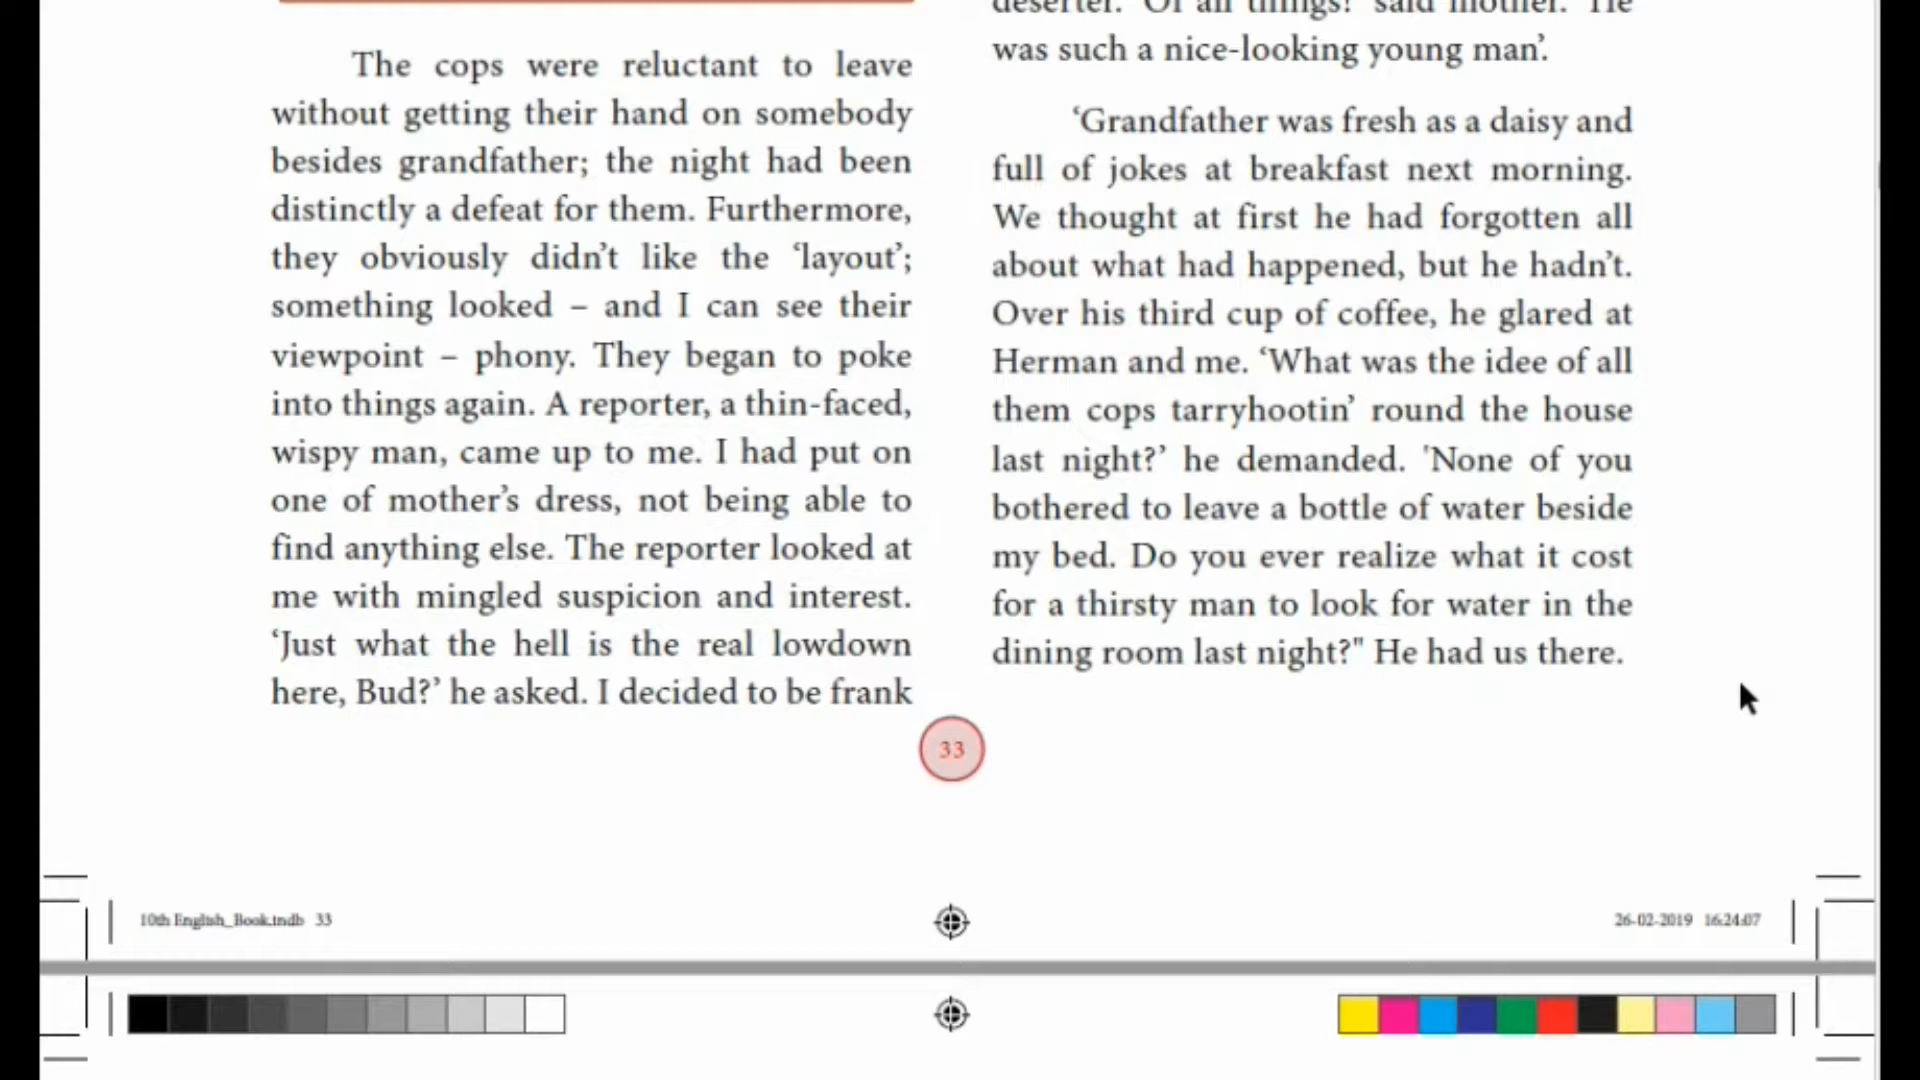 The cops were reluctant to leave
without getting their hand on somebody
besides grandfather; the night had been
distinctly a defeat for them. Furthermore,
they obviously didn’t like the ‘layout’;
something looked – and I can see their
viewpoint – phony. They began to poke
into things again. A reporter, a thin-faced,
wispy man, came up to me. I had put on
one of mother’s dress, not being able to
find anything else. The reporter looked at
me with mingled suspicion and interest.
‘Just what the hell is the real lowdown
here, Bud?’ he asked. I decided to be frank
deserter. ‘Of all things!’ said mother. ‘He
was such a nice-looking young man’.
‘Grandfather was fresh as a daisy and
full of jokes at breakfast next morning.
We thought at first he had forgotten all
about what had happened, but he hadn’t.
Over his third cup of coffee, he glared at
Herman and me. ‘What was the idee of all
them cops tarryhootin’ round the house
last night?’ he demanded. 'None of you
bothered to leave a bottle of water beside
my bed. Do you ever realize what it cost
for a thirsty man to look for water in the
dining room last night?" He had us there.
33
10th English_Book.indb 33
26-02-2019 16:24:07